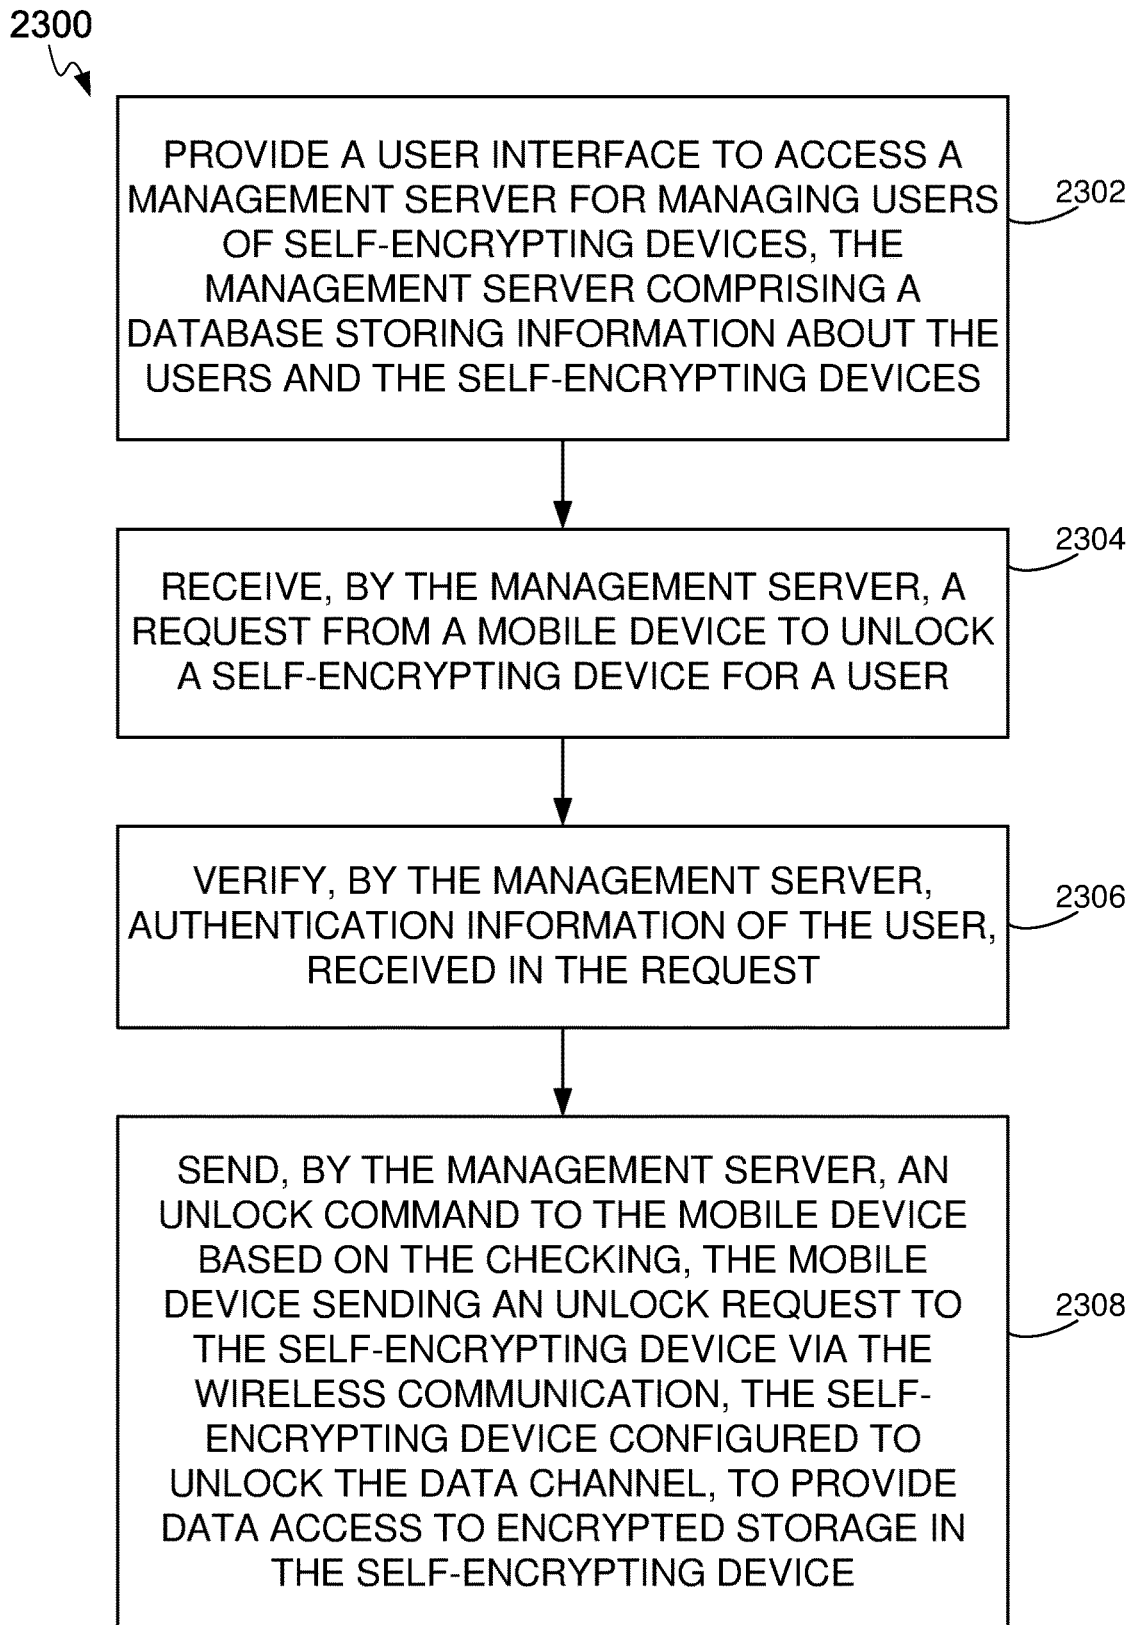 2300
PROVIDE A USER INTERFACE TO ACCESS A
MANAGEMENT SERVER FOR MANAGING USERS
OF SELF-ENCRYPTING DEVICES, THE
MANAGEMENT SERVER COMPRISING A
DATABASE STORING INFORMATION ABOUT THE
USERS AND THE SELF-ENCRYPTING DEVICES
2302
RECEIVE, BY THE MANAGEMENT SERVER, A
REQUEST FROM A MOBILE DEVICE TO UNLOCK
A SELF-ENCRYPTING DEVICE FOR A USER
2304
VERIFY, BY THE MANAGEMENT SERVER,
AUTHENTICATION INFORMATION OF THE USER,
RECEIVED IN THE REQUEST
2306
SEND, BY THE MANAGEMENT SERVER, AN
UNLOCK COMMAND TO THE MOBILE DEVICE
BASED ON THE CHECKING, THE MOBILE
DEVICE SENDING AN UNLOCK REQUEST TO
THE SELF-ENCRYPTING DEVICE VIA THE
WIRELESS COMMUNICATION, THE SELF-
ENCRYPTING DEVICE CONFIGURED TO
UNLOCK THE DATA CHANNEL, TO PROVIDE
DATA ACCESS TO ENCRYPTED STORAGE IN
THE SELF-ENCRYPTING DEVICE
2308